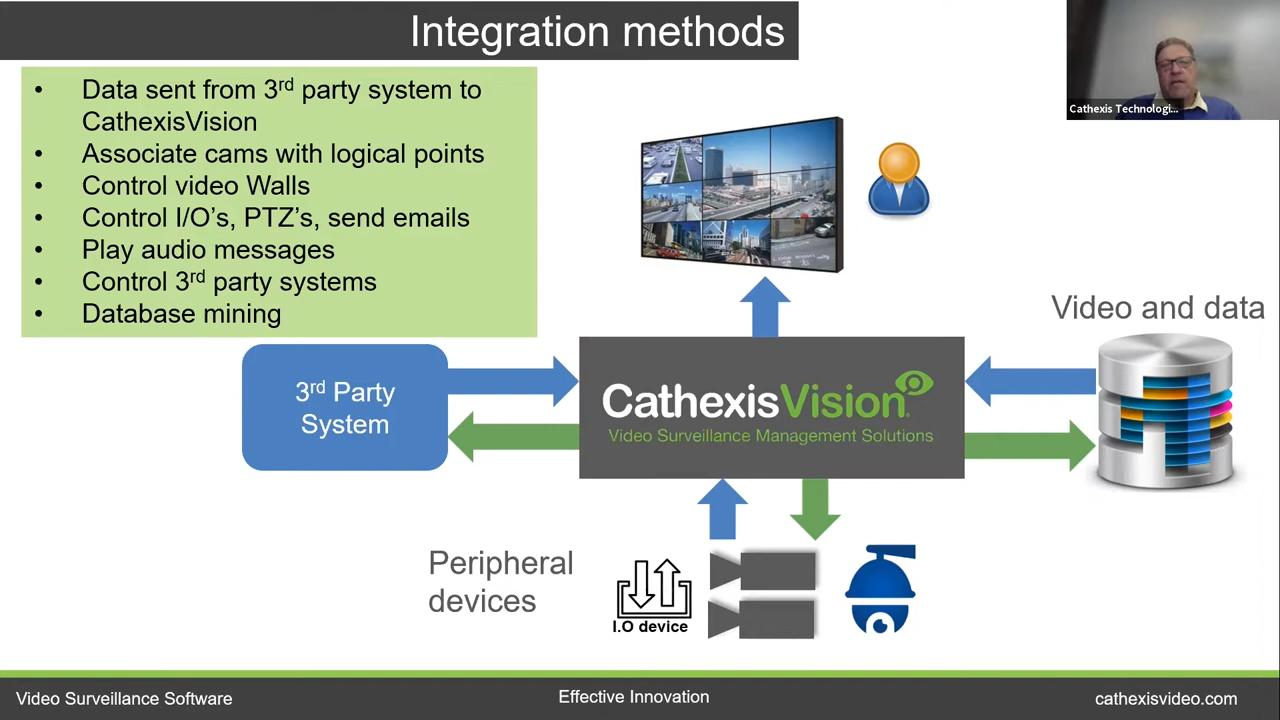 Integration methods
Cathexis Technologi...
• Data sent from 3rd party system to
CathexisVision
• Associate cams with logical points
• Control video Walls
• Control I/O’s, PTZ’s, send emails
• Play audio messages
• Control 3rd party systems
• Database mining
Video and data
3rd Party
System
CathexisVision
Video Surveillance Management Solutions
Peripheral
devices
I.O device
Video Surveillance Software
Effective Innovation
cathexisvideo.com